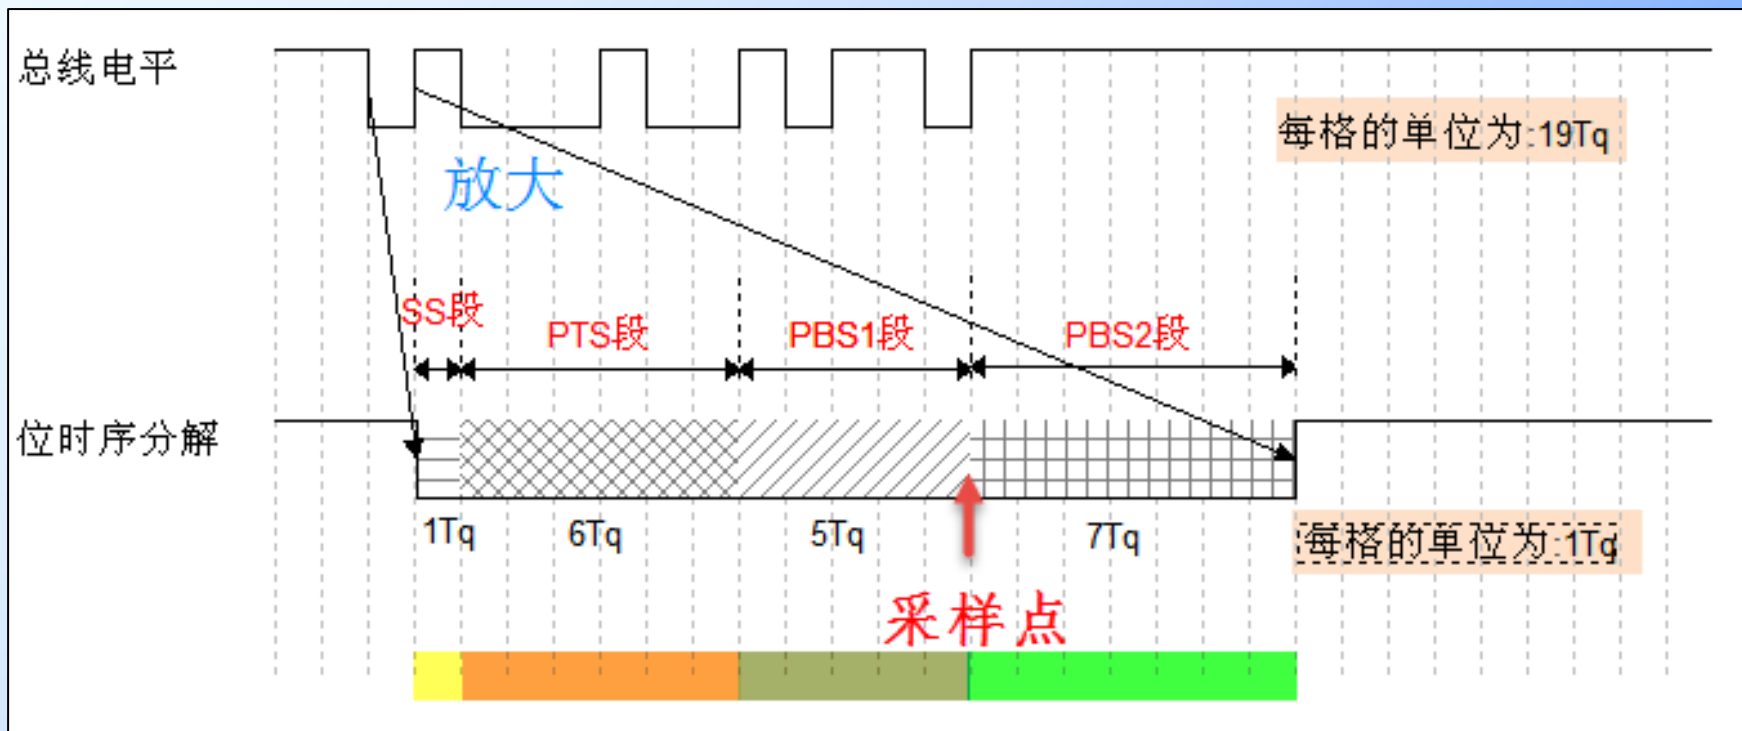 总线电平
每格的单位为:19Tq
放大
SS段
PTS段
PBS1段
PBS2段
位时序分解
1Tq
6Tq
5Tq
7Tq
每格的单位为:1Tq
采样点